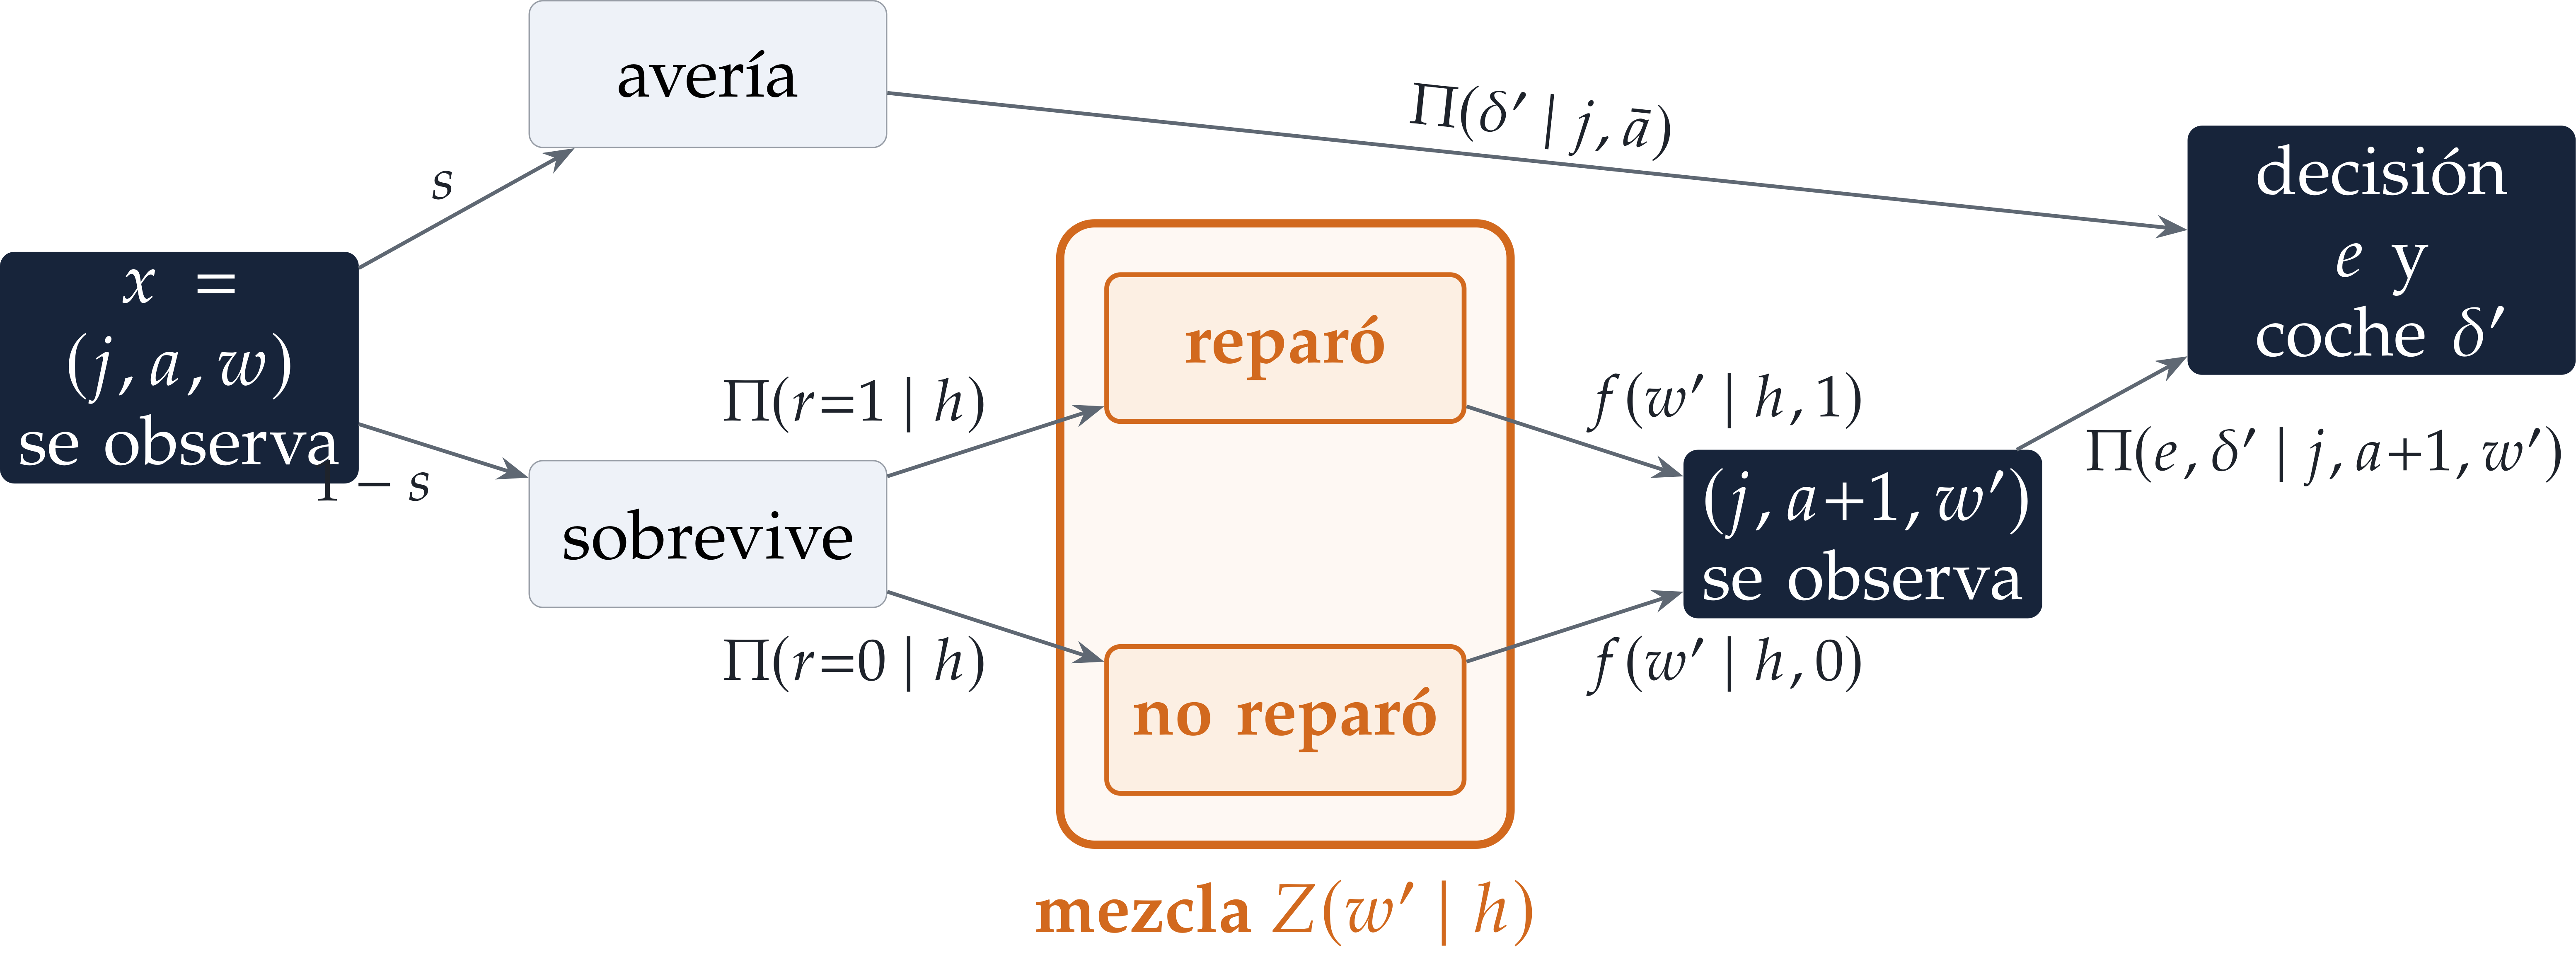 x =
(j, a, w)
se observa
s
1 − s
avería
sobrevive
Π(δ′ | j, ā)
Π(r=1 | h)
Π(r=0 | h)
reparó
no reparó
mezcla Z(w′ | h)
f(w′ | h, 1)
f(w′ | h, 0)
(j, a+1, w′)
se observa
Π(e, δ′ | j, a+1, w′)
decisión
e y
coche δ′